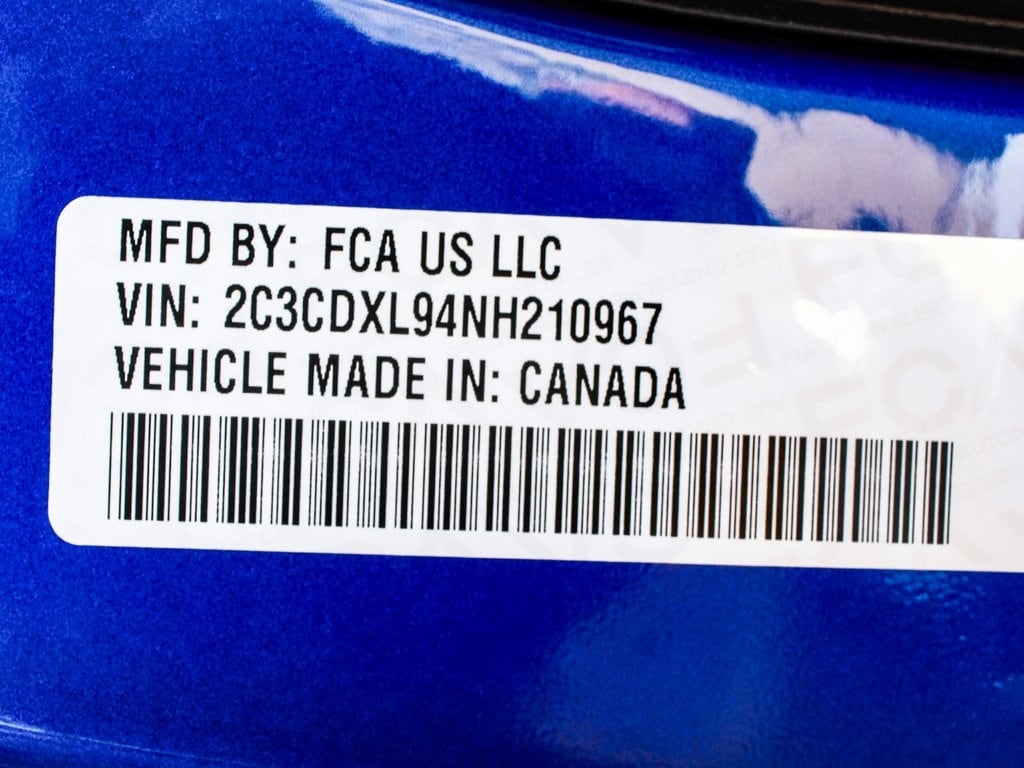 MFD BY: FCA US LLC
VIN: 2C3CDXL94NH210967
VEHICLE MADE IN: CANADA